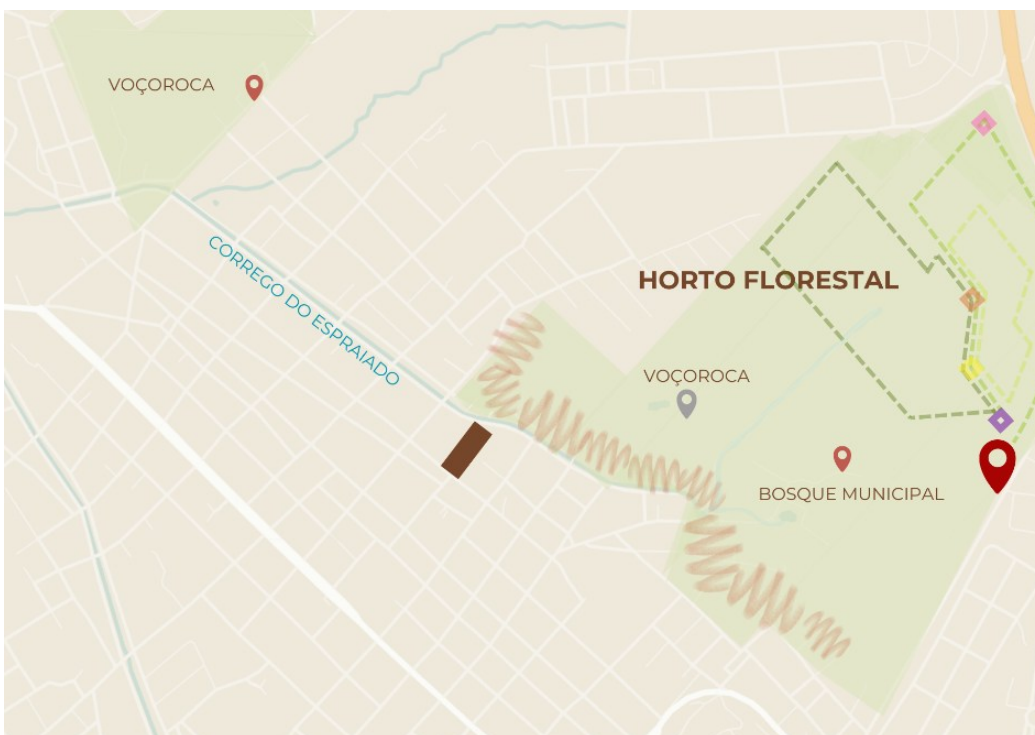 VOÇOROCA
CORREGO DO ESPRAIADO
HORTO FLORESTAL
VOÇOROCA
BOSQUE MUNICIPAL